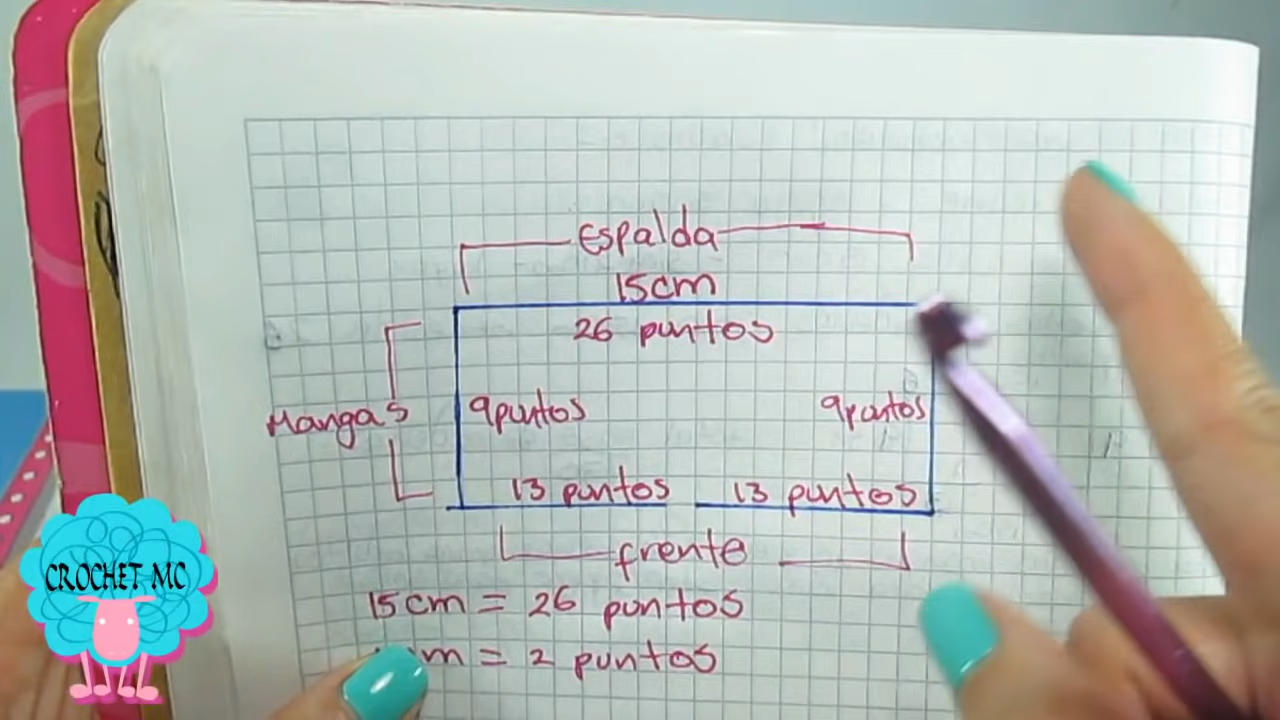 Espalda
15cm
26 puntos
Mangas 9puntos 9puntos
13 puntos 13 puntos
frente
15cm = 26 puntos
cm = 2 puntos
CROCHET MC